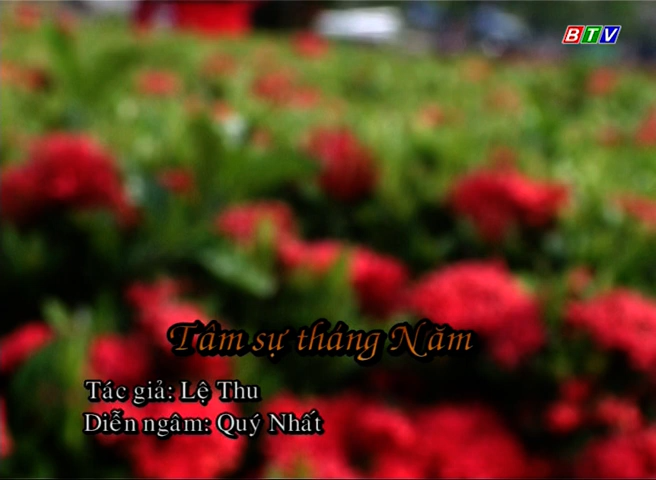 BTV
Tâm sự tháng Năm
Tác giả: Lệ Thu
Diễn ngâm: Quý Nhất